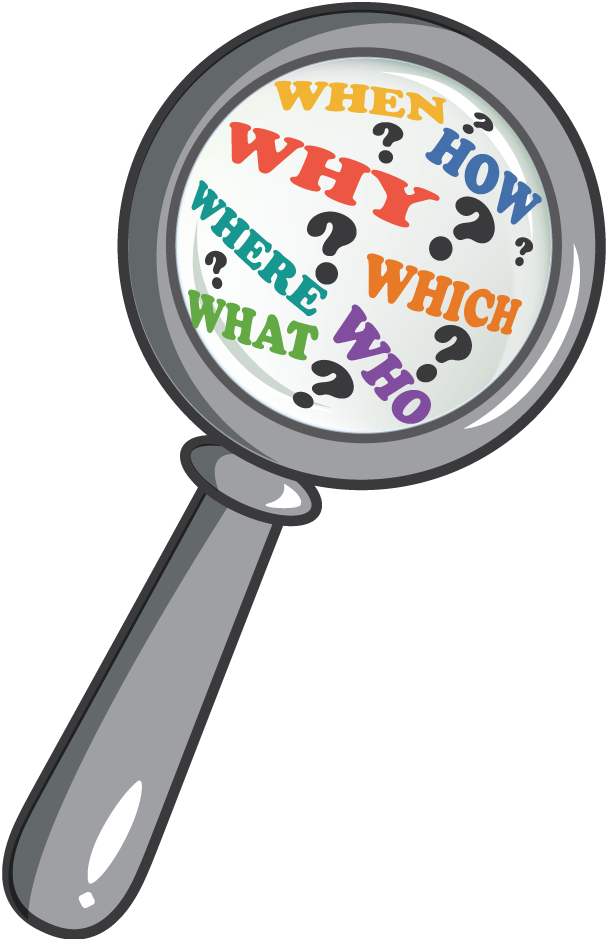 WHEN ?
? HOW
WHY ?
?
WHERE ?
? WHICH
WHAT WHO ?
?